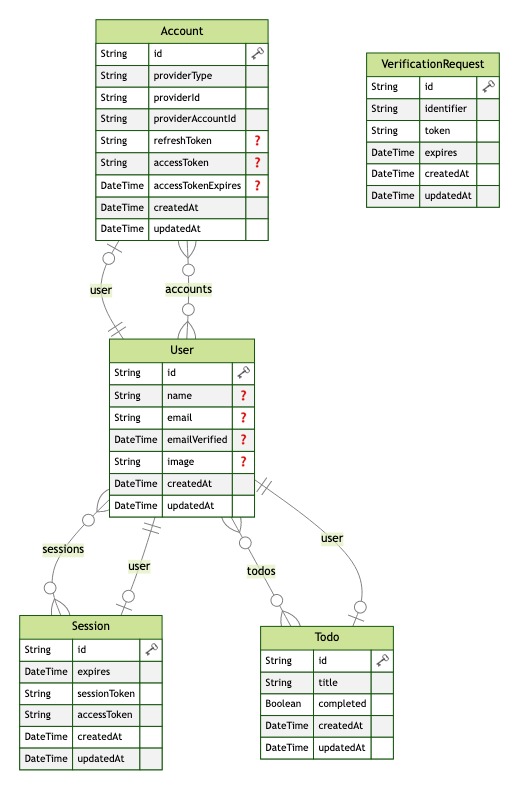 Account
String id
String providerType
String providerId
String providerAccountId
String refreshToken ?
String accessToken ?
DateTime accessTokenExpires ?
DateTime createdAt
DateTime updatedAt
VerificationRequest
String id
String identifier
String token
DateTime expires
DateTime createdAt
DateTime updatedAt
user
accounts
User
String id
String name ?
String email ?
DateTime emailVerified ?
String image ?
DateTime createdAt
DateTime updatedAt
sessions
user
todos
user
Session
String id
DateTime expires
String sessionToken
String accessToken
DateTime createdAt
DateTime updatedAt
Todo
String id
String title
Boolean completed
DateTime createdAt
DateTime updatedAt